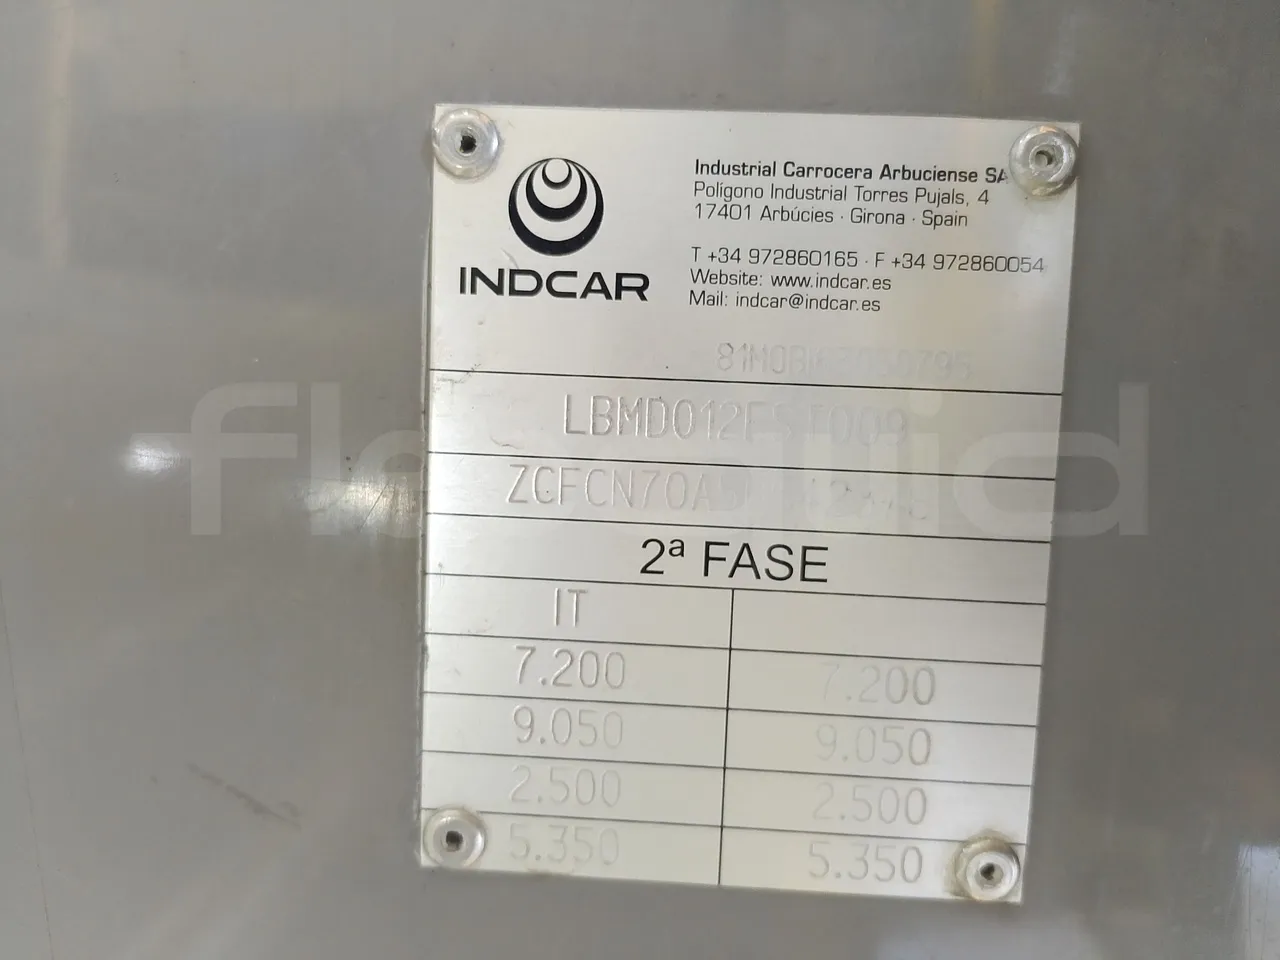 Industrial Carrocera Arbuciense SA
Polígono Industrial Torres Pujals, 4
17401 Arbúcies · Girona · Spain
T +34 972860165 · F +34 972860054
Website: www.indcar.es
Mail: indcar@indcar.es
INDCAR
2ª FASE
IT
7.200 7.200
9.050 9.050
2.500 2.500
5.350 5.350